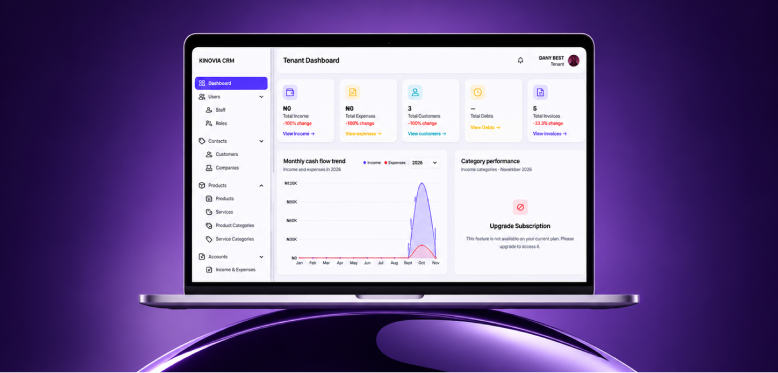 KINOVIA CRM
Tenant Dashboard
DANY BEST
Tenant
Dashboard
Users
Staff
Roles
Contacts
Customers
Companies
Products
Products
Services
Product Categories
Service Categories
Accounts
Income & Expenses
₦0
Total Income
-100% change
View Income →
₦0
Total Expenses
-100% change
View expenses →
3
Total Customers
-100% change
View customers →
--
Total Debts
View Debts →
5
Total Invoices
-33.3% change
View invoices →
Monthly cash flow trend
Income and expenses in 2026
Income Expenses 2026
₦0
Jan Feb Mar Apr May Jun Jul Aug Sept Oct Nov
Category performance
Income categories - November 2026
Upgrade Subscription
This feature is not available on your current plan. Please
upgrade to access it.